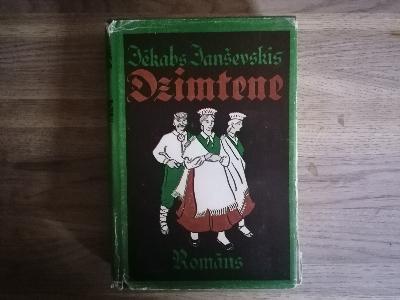 Jēkabs Janševskis
Dzimtene
Romāns